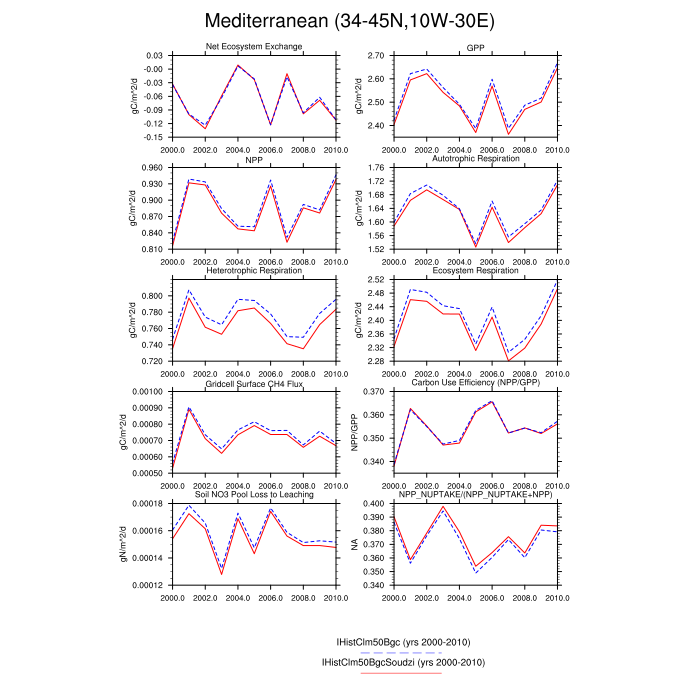 Mediterranean (34-45N,10W-30E)
Net Ecosystem Exchange
gC/m^2/d
0.03
-0.00
-0.03
-0.06
-0.09
-0.12
-0.15
2000.0 2002.0 2004.0 2006.0 2008.0 2010.0
GPP
gC/m^2/d
2.70
2.60
2.50
2.40
2000.0 2002.0 2004.0 2006.0 2008.0 2010.0
NPP
gC/m^2/d
0.960
0.930
0.900
0.870
0.840
0.810
2000.0 2002.0 2004.0 2006.0 2008.0 2010.0
Autotrophic Respiration
gC/m^2/d
1.76
1.72
1.68
1.64
1.60
1.56
1.52
2000.0 2002.0 2004.0 2006.0 2008.0 2010.0
Heterotrophic Respiration
gC/m^2/d
0.800
0.780
0.760
0.740
0.720
2000.0 2002.0 2004.0 2006.0 2008.0 2010.0
Ecosystem Respiration
gC/m^2/d
2.52
2.48
2.44
2.40
2.36
2.32
2.28
2000.0 2002.0 2004.0 2006.0 2008.0 2010.0
Gridcell Surface CH4 Flux
gC/m^2/d
0.00100
0.00090
0.00080
0.00070
0.00060
0.00050
2000.0 2002.0 2004.0 2006.0 2008.0 2010.0
Carbon Use Efficiency (NPP/GPP)
NPP/GPP
0.370
0.360
0.350
0.340
2000.0 2002.0 2004.0 2006.0 2008.0 2010.0
Soil NO3 Pool Loss to Leaching
gN/m^2/d
0.00018
0.00016
0.00014
0.00012
2000.0 2002.0 2004.0 2006.0 2008.0 2010.0
NPP_NUPTAKE/(NPP_NUPTAKE+NPP)
NA
0.400
0.390
0.380
0.370
0.360
0.350
0.340
2000.0 2002.0 2004.0 2006.0 2008.0 2010.0
IHistClm50Bgc (yrs 2000-2010)
IHistClm50BgcSoudzi (yrs 2000-2010)